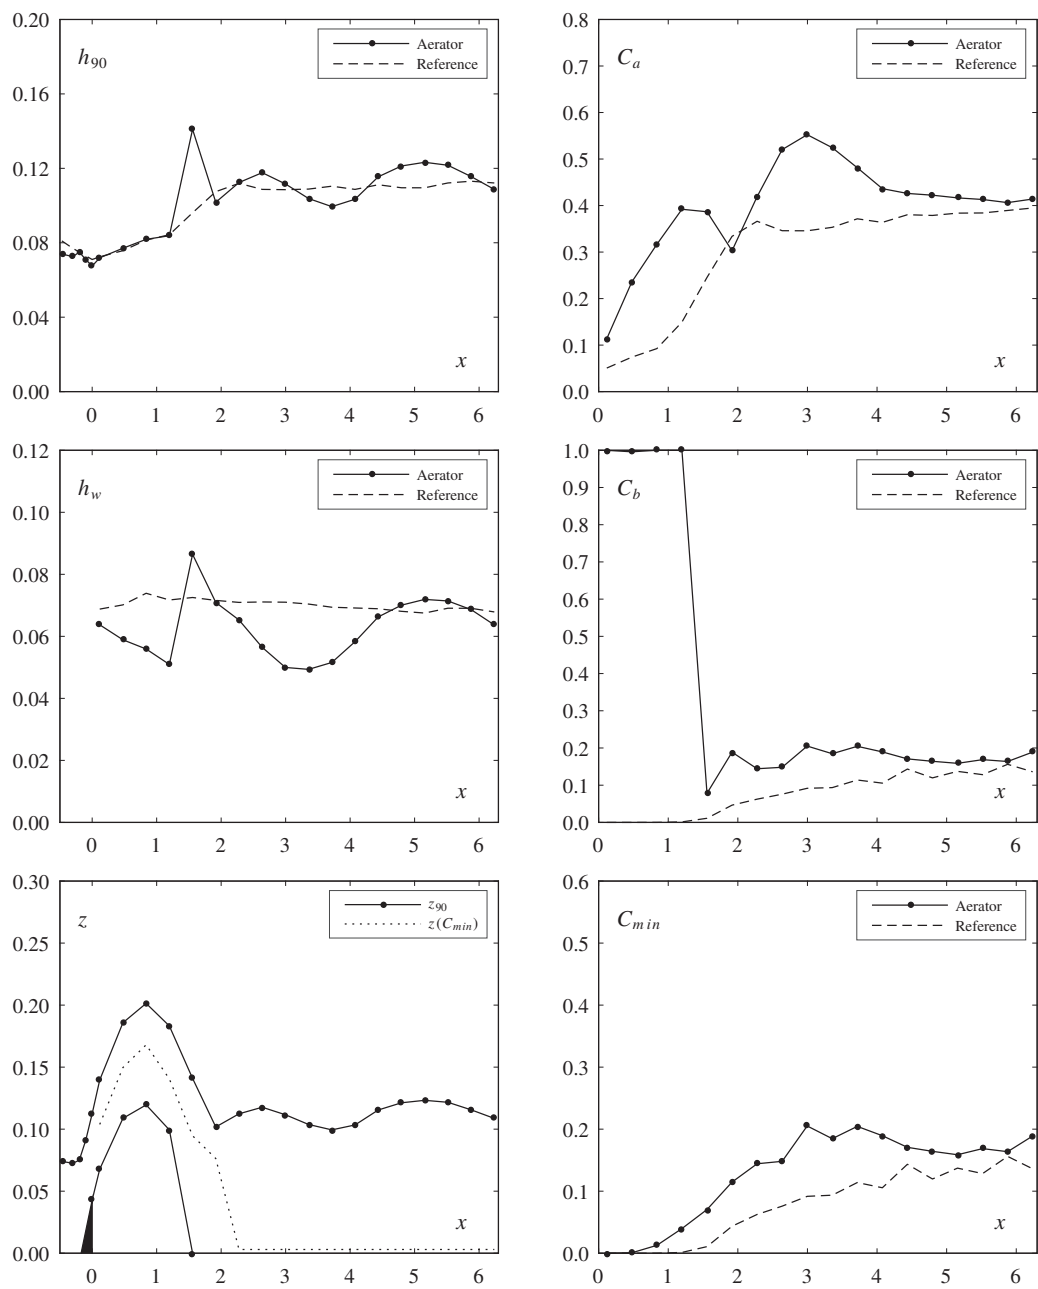 0.20
0.16
0.12
0.08
0.04
0.00
h90
Aerator
Reference
x
0 1 2 3 4 5 6
0.8
0.7
0.6
0.5
0.4
0.3
0.2
0.1
0.0
Ca
Aerator
Reference
x
0 1 2 3 4 5 6
0.12
0.10
0.08
0.06
0.04
0.02
0.00
hw
Aerator
Reference
x
0 1 2 3 4 5 6
1.0
0.9
0.8
0.7
0.6
0.5
0.4
0.3
0.2
0.1
0.0
Cb
Aerator
Reference
x
0 1 2 3 4 5 6
0.30
0.25
0.20
0.15
0.10
0.05
0.00
z
z90
z(Cmin)
x
0 1 2 3 4 5 6
0.6
0.5
0.4
0.3
0.2
0.1
0.0
Cmin
Aerator
Reference
x
0 1 2 3 4 5 6